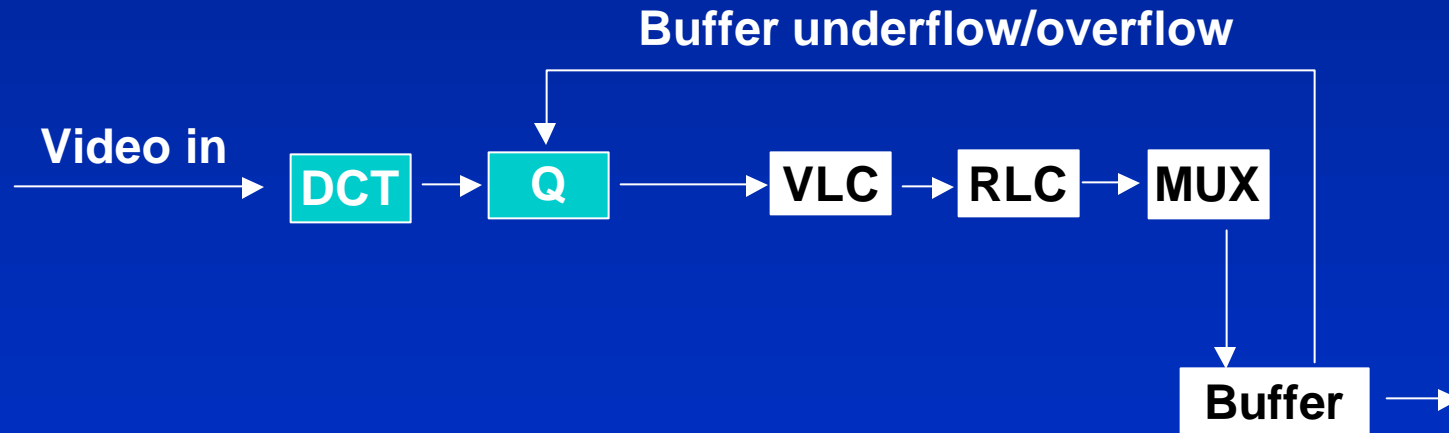 Buffer underflow/overflow
Video in
DCT
Q
VLC
RLC
MUX
Buffer